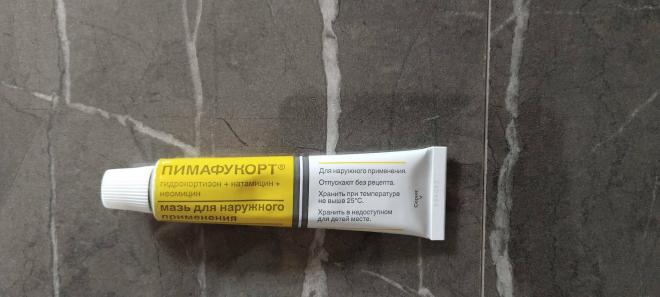 ПИМАФУКОРТ®
гидрокортизон + натамицин +
неомицин
мазь для наружного
применения
Для наружного применения.
Отпускают без рецепта.
Хранить при температуре
не выше 25°С.
Хранить в недоступном
для детей месте.